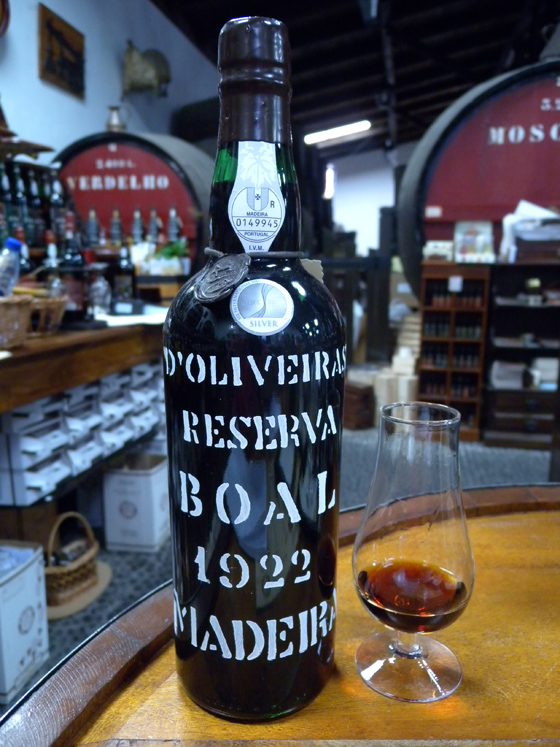 R
MADEIRA
0149945
PORTUGAL
I.V.M.
SILVER
D'OLIVEIRAS
RESERVA
BOAL
1922
MADEIRA
VERDELHO
MOSC